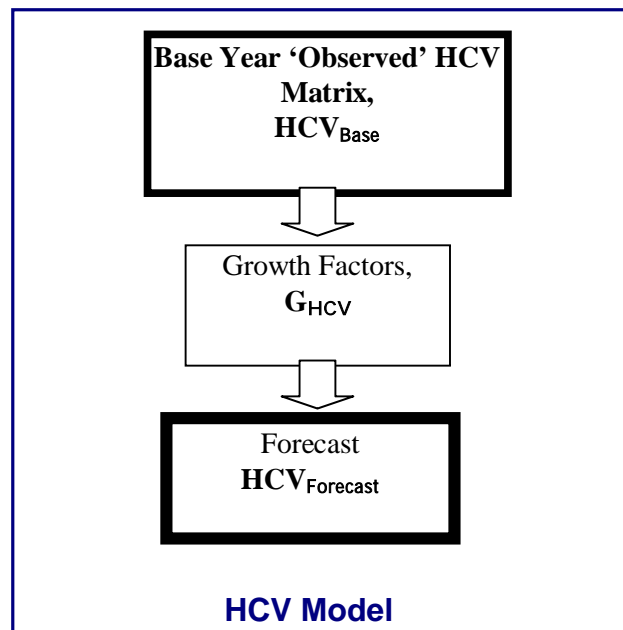 Base Year ‘Observed’ HCV
Matrix,
HCVBase
Growth Factors,
GHCV
Forecast
HCVForecast
HCV Model